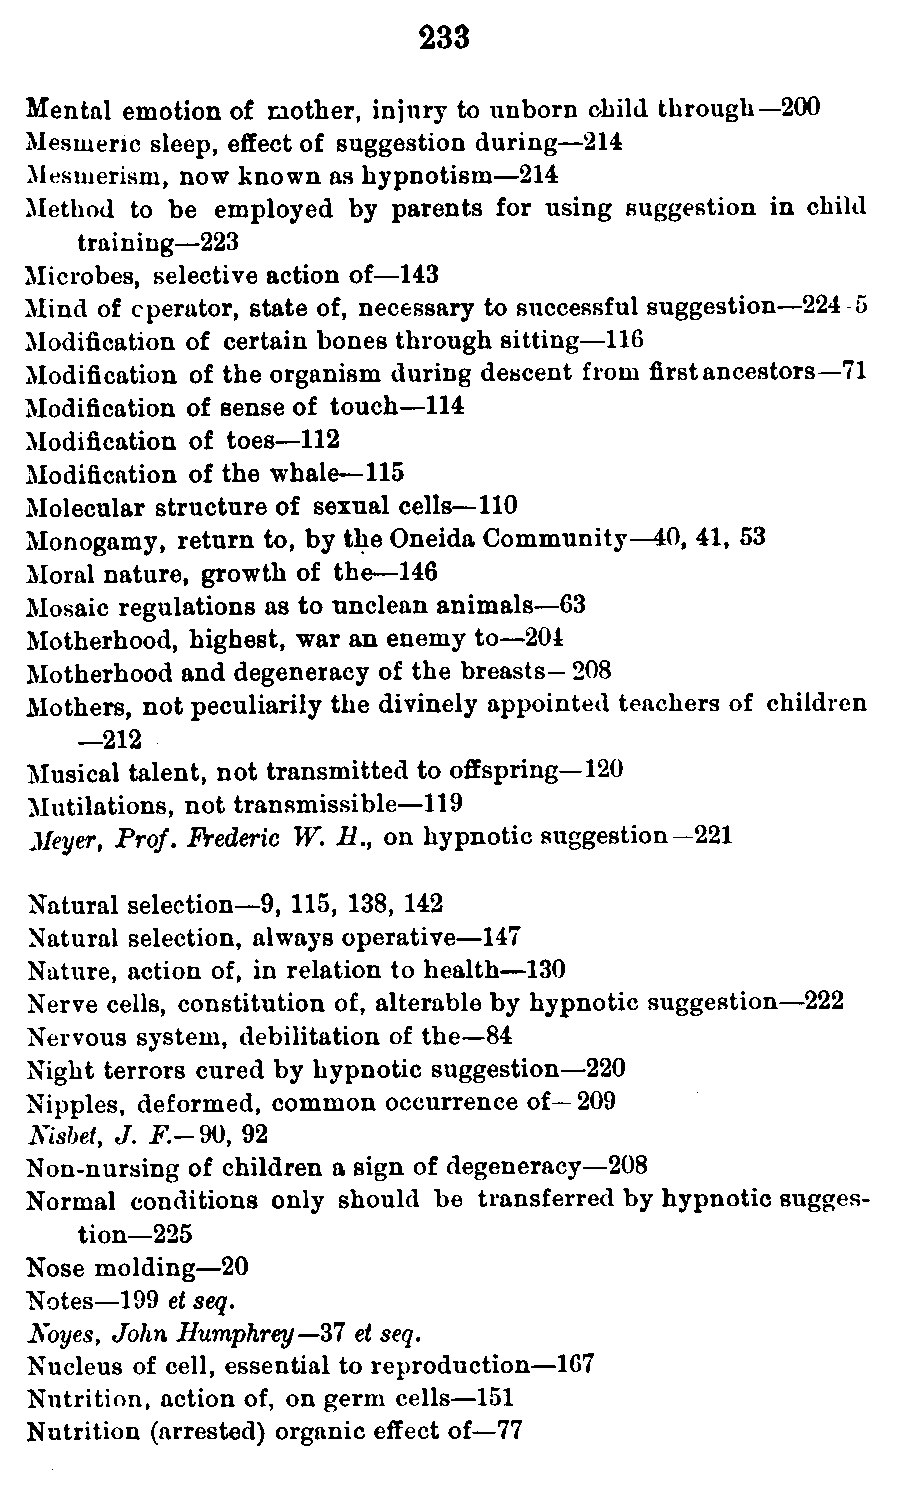 233
Mental emotion of mother, injury to unborn child through—200
Mesmeric sleep, effect of suggestion during—214
Mesmerism, now known as hypnotism—214
Method to be employed by parents for using suggestion in child
training—223
Microbes, selective action of—143
Mind of operator, state of, necessary to successful suggestion—224-5
Modification of certain bones through sitting—116
Modification of the organism during descent from first ancestors—71
Modification of sense of touch—114
Modification of toes—112
Modification of the whale—115
Molecular structure of sexual cells—110
Monogamy, return to, by the Oneida Community—40, 41, 53
Moral nature, growth of the—146
Mosaic regulations as to unclean animals—63
Motherhood, highest, war an enemy to—204
Motherhood and degeneracy of the breasts—208
Mothers, not peculiarily the divinely appointed teachers of children
—212
Musical talent, not transmitted to offspring—120
Mutilations, not transmissible—119
Meyer, Prof. Frederic W. H., on hypnotic suggestion—221
Natural selection—9, 115, 138, 142
Natural selection, always operative—147
Nature, action of, in relation to health—130
Nerve cells, constitution of, alterable by hypnotic suggestion—222
Nervous system, debilitation of the—84
Night terrors cured by hypnotic suggestion—220
Nipples, deformed, common occurrence of—209
Nisbet, J. F.—90, 92
Non-nursing of children a sign of degeneracy—208
Normal conditions only should be transferred by hypnotic sugges-
tion—225
Nose molding—20
Notes—199 et seq.
Noyes, John Humphrey—37 et seq.
Nucleus of cell, essential to reproduction—167
Nutrition, action of, on germ cells—151
Nutrition (arrested) organic effect of—77